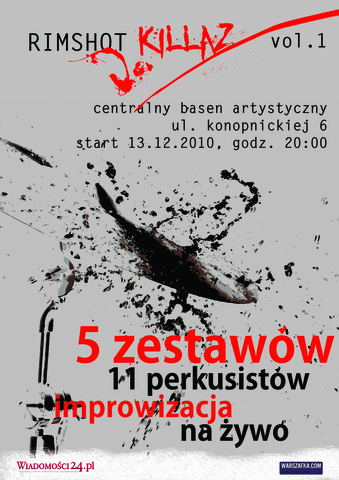 RIMSHOT KILLAZ vol.1
centralny basen artystyczny
ul. konopnickiej 6
start 13.12.2010, godz. 20:00
5 zestawów
11 perkusistów
improwizacja
na żywo
WIADOMOŚCI24.pl
WARSZAFKA.COM